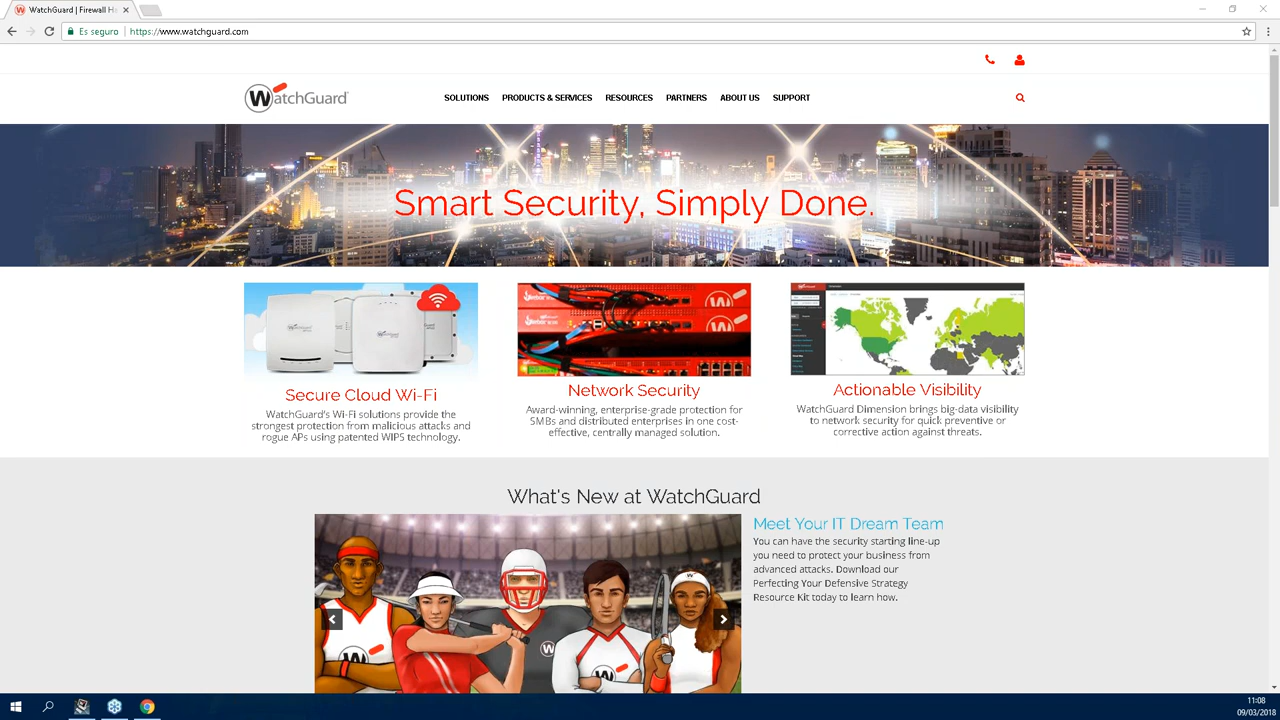 WatchGuard | Firewall Ha
Es seguro | https://www.watchguard.com
WatchGuard
SOLUTIONS PRODUCTS & SERVICES RESOURCES PARTNERS ABOUT US SUPPORT
Smart Security, Simply Done.
Secure Cloud Wi-Fi
WatchGuard's Wi-Fi solutions provide the
strongest protection from malicious attacks and
rogue APs using patented WIPS technology.
Network Security
Award-winning, enterprise-grade protection for
SMBs and distributed enterprises in one cost-
effective, centrally managed solution.
Actionable Visibility
WatchGuard Dimension brings big-data visibility
to network security for quick preventive or
corrective action against threats.
What's New at WatchGuard
Meet Your IT Dream Team
You can have the security starting line-up
you need to protect your business from
advanced attacks. Download our
Perfecting Your Defensive Strategy
Resource Kit today to learn how.
11:08
09/03/2018